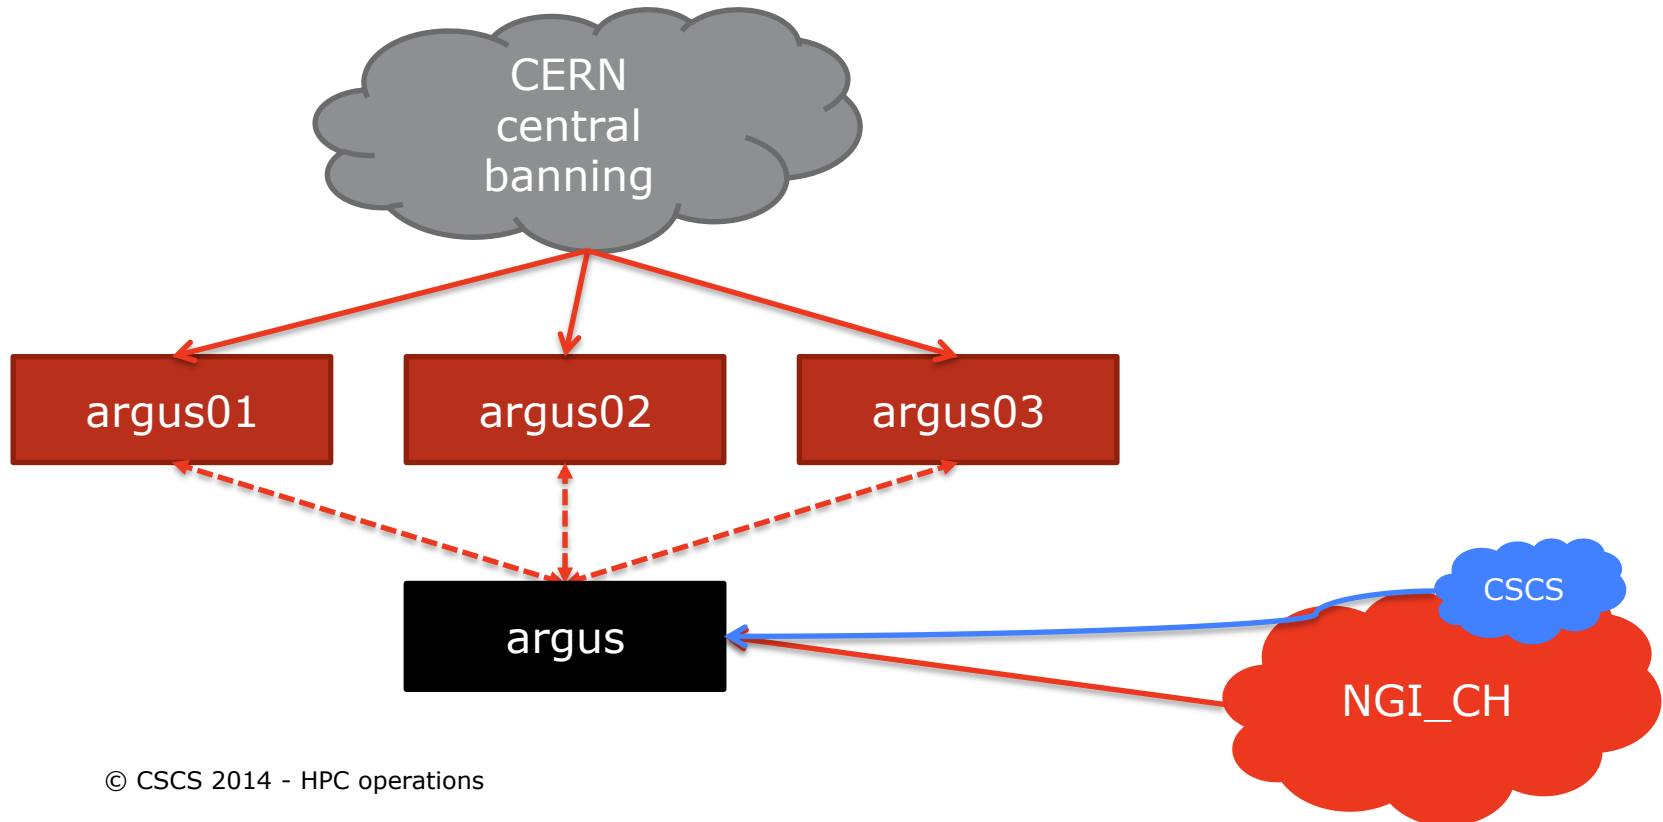 CERN
central
banning
argus01
argus02
argus03
argus
CSCS
NGI_CH
© CSCS 2014 - HPC operations